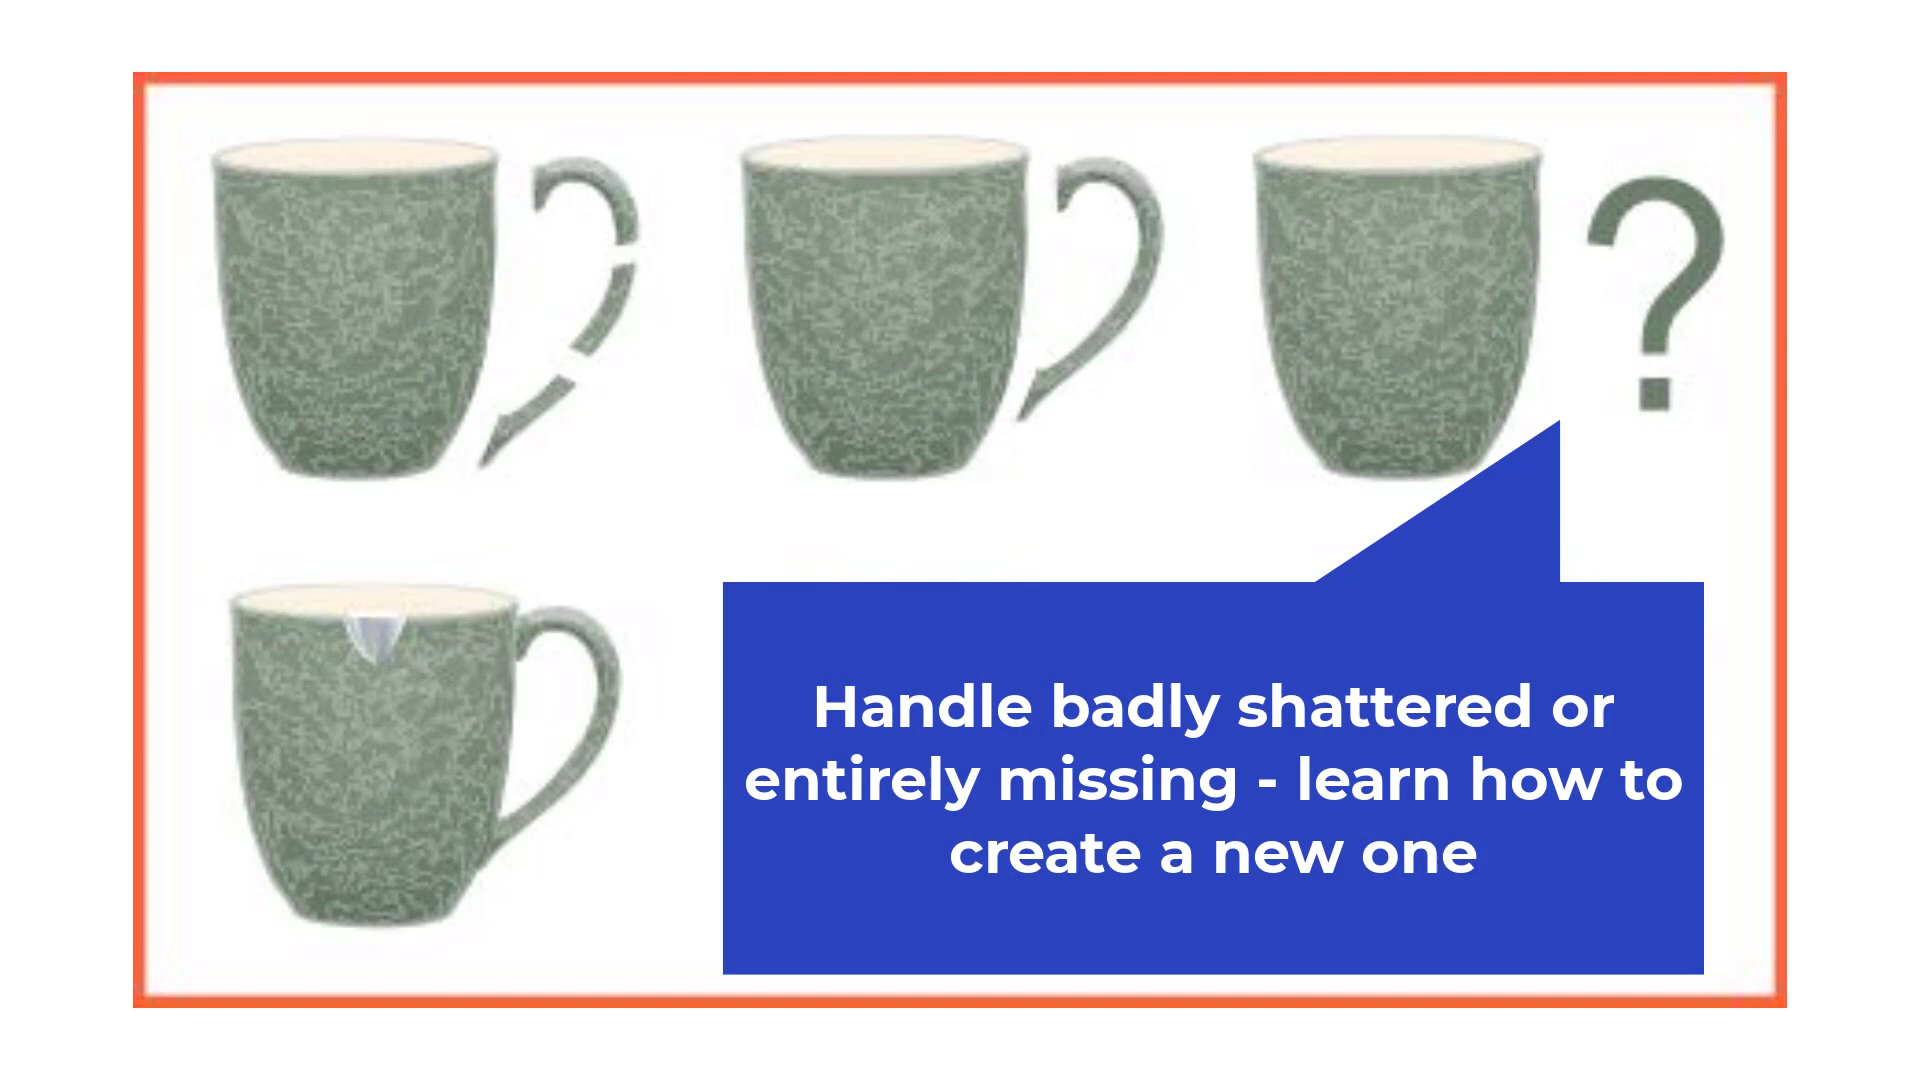 ?
Handle badly shattered or
entirely missing - learn how to
create a new one